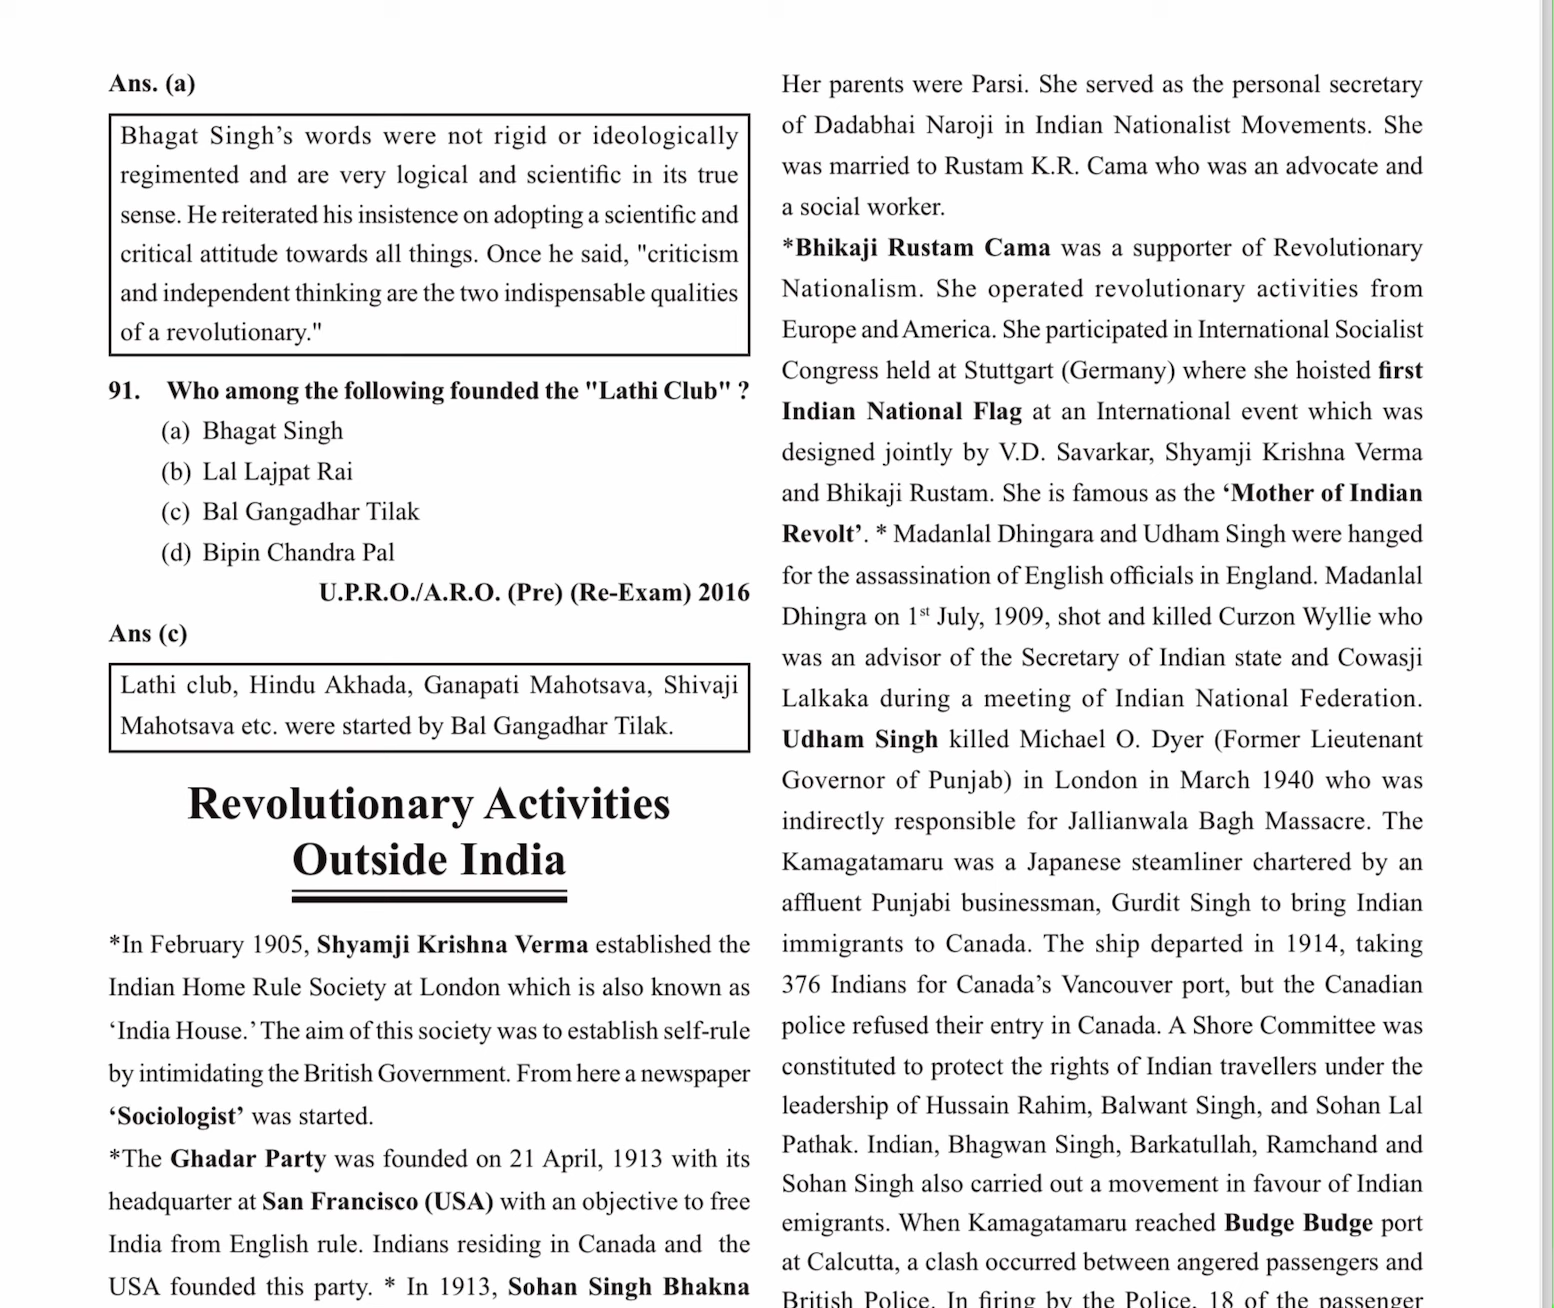 Ans. (a)
Bhagat Singh’s words were not rigid or ideologically
regimented and are very logical and scientific in its true
sense. He reiterated his insistence on adopting a scientific and
critical attitude towards all things. Once he said, "criticism
and independent thinking are the two indispensable qualities
of a revolutionary."
91. Who among the following founded the "Lathi Club" ?
(a) Bhagat Singh
(b) Lal Lajpat Rai
(c) Bal Gangadhar Tilak
(d) Bipin Chandra Pal
U.P.R.O./A.R.O. (Pre) (Re-Exam) 2016
Ans (c)
Lathi club, Hindu Akhada, Ganapati Mahotsava, Shivaji
Mahotsava etc. were started by Bal Gangadhar Tilak.
Revolutionary Activities
Outside India
*In February 1905, Shyamji Krishna Verma established the
Indian Home Rule Society at London which is also known as
‘India House.’ The aim of this society was to establish self-rule
by intimidating the British Government. From here a newspaper
‘Sociologist’ was started.
*The Ghadar Party was founded on 21 April, 1913 with its
headquarter at San Francisco (USA) with an objective to free
India from English rule. Indians residing in Canada and the
USA founded this party. * In 1913, Sohan Singh Bhakna
Her parents were Parsi. She served as the personal secretary
of Dadabhai Naroji in Indian Nationalist Movements. She
was married to Rustam K.R. Cama who was an advocate and
a social worker.
*Bhikaji Rustam Cama was a supporter of Revolutionary
Nationalism. She operated revolutionary activities from
Europe and America. She participated in International Socialist
Congress held at Stuttgart (Germany) where she hoisted first
Indian National Flag at an International event which was
designed jointly by V.D. Savarkar, Shyamji Krishna Verma
and Bhikaji Rustam. She is famous as the ‘Mother of Indian
Revolt’. * Madanlal Dhingara and Udham Singh were hanged
for the assassination of English officials in England. Madanlal
Dhingra on 1st July, 1909, shot and killed Curzon Wyllie who
was an advisor of the Secretary of Indian state and Cowasji
Lalkaka during a meeting of Indian National Federation.
Udham Singh killed Michael O. Dyer (Former Lieutenant
Governor of Punjab) in London in March 1940 who was
indirectly responsible for Jallianwala Bagh Massacre. The
Kamagatamaru was a Japanese steamliner chartered by an
affluent Punjabi businessman, Gurdit Singh to bring Indian
immigrants to Canada. The ship departed in 1914, taking
376 Indians for Canada’s Vancouver port, but the Canadian
police refused their entry in Canada. A Shore Committee was
constituted to protect the rights of Indian travellers under the
leadership of Hussain Rahim, Balwant Singh, and Sohan Lal
Pathak. Indian, Bhagwan Singh, Barkatullah, Ramchand and
Sohan Singh also carried out a movement in favour of Indian
emigrants. When Kamagatamaru reached Budge Budge port
at Calcutta, a clash occurred between angered passengers and
British Police. In firing by the Police, 18 of the passenger